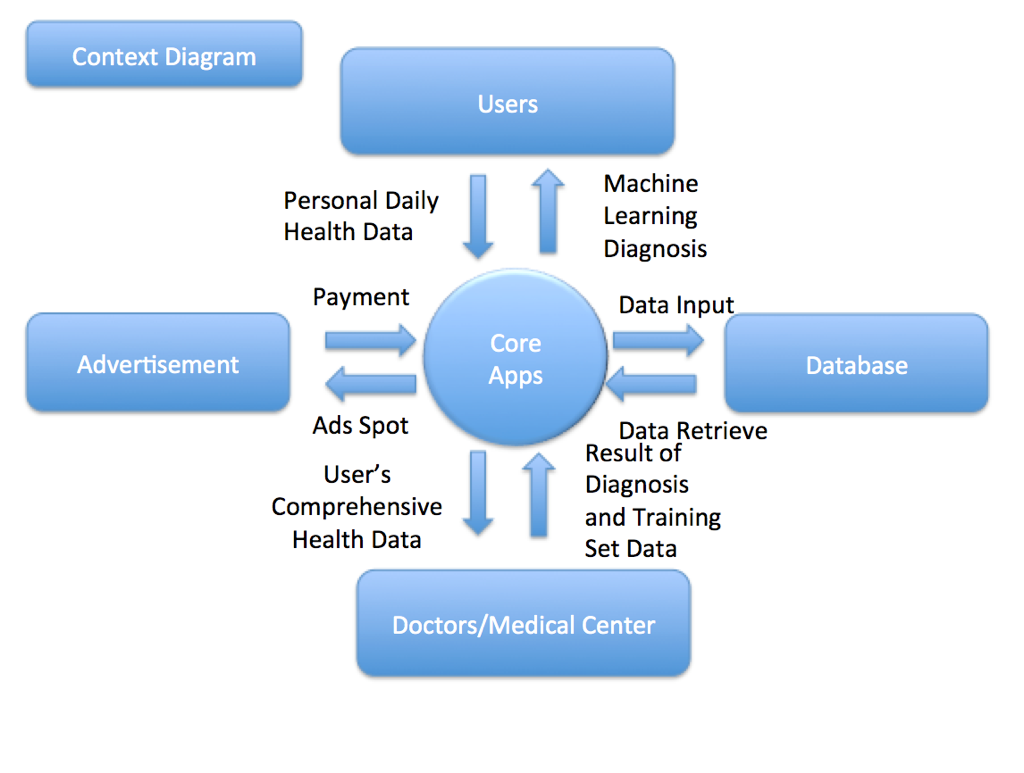 Context Diagram
Users
Personal Daily
Health Data
Machine
Learning
Diagnosis
Payment
Data Input
Advertisement
Core
Apps
Database
Ads Spot
Data Retrieve
User’s
Comprehensive
Health Data
Result of
Diagnosis
and Training
Set Data
Doctors/Medical Center